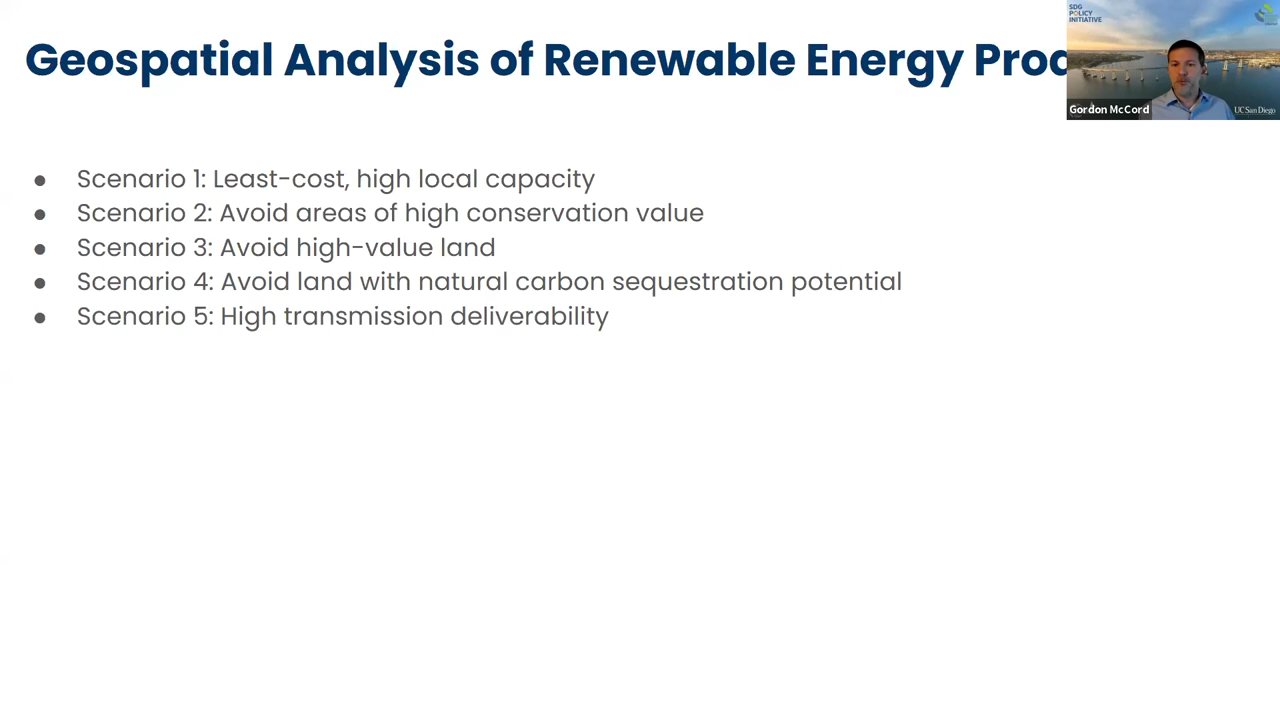 Geospatial Analysis of Renewable Energy
SDG
POLICY
INITIATIVE
Gordon McCord
UC San Diego
● Scenario 1: Least-cost, high local capacity
● Scenario 2: Avoid areas of high conservation value
● Scenario 3: Avoid high-value land
● Scenario 4: Avoid land with natural carbon sequestration potential
● Scenario 5: High transmission deliverability